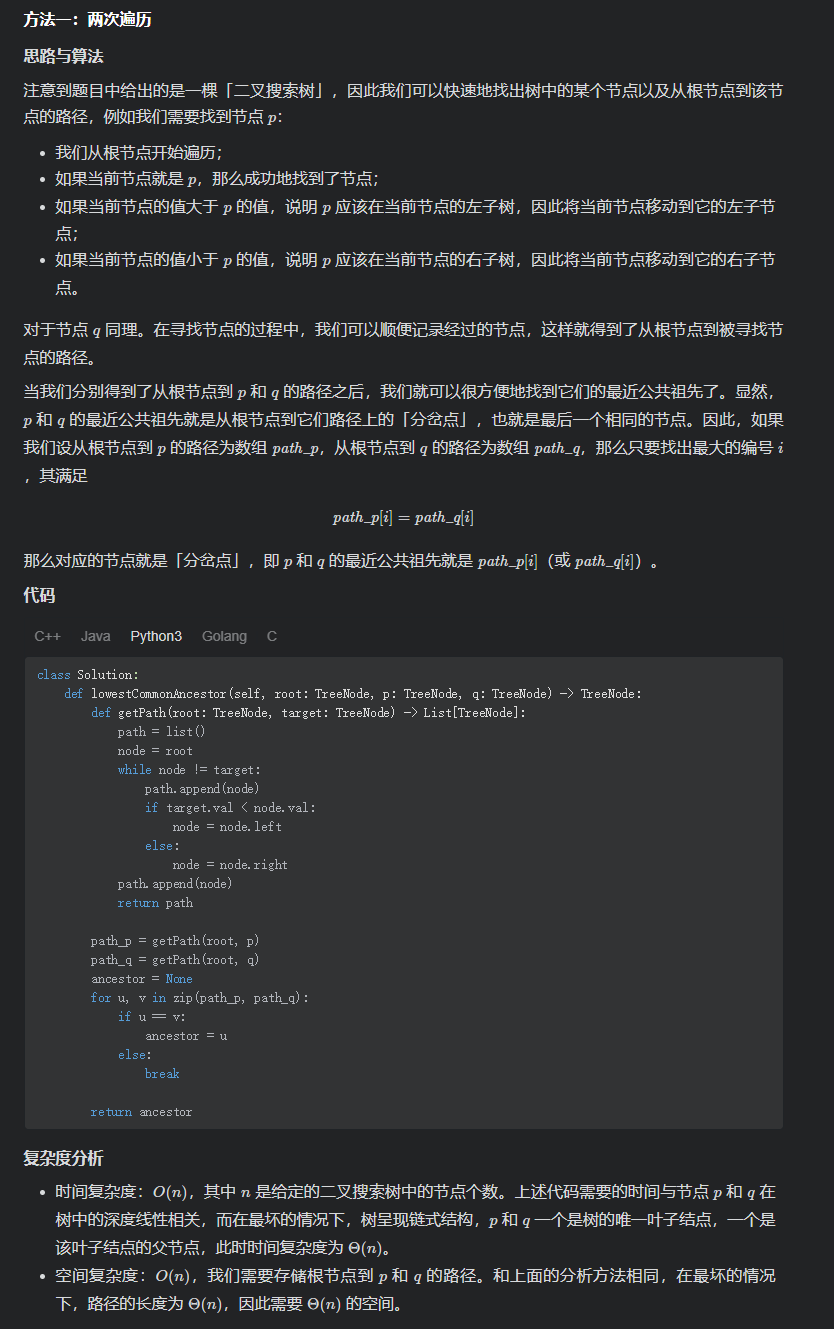 方法一：两次遍历
思路与算法
注意到题目中给出的是一棵「二叉搜索树」，因此我们可以快速地找出树中的某个节点以及从根节点到该节
点的路径，例如我们需要找到节点 p：
• 我们从根节点开始遍历；
• 如果当前节点就是 p，那么成功地找到了节点；
• 如果当前节点的值大于 p 的值，说明 p 应该在当前节点的左子树，因此将当前节点移动到它的左子节
点；
• 如果当前节点的值小于 p 的值，说明 p 应该在当前节点的右子树，因此将当前节点移动到它的右子节
点。
对于节点 q 同理。在寻找节点的过程中，我们可以顺便记录经过的节点，这样就得到了从根节点到被寻找节
点的路径。
当我们分别得到了从根节点到 p 和 q 的路径之后，我们就可以很方便地找到它们的最近公共祖先了。显然，
p 和 q 的最近公共祖先就是从根节点到它们路径上的「分岔点」，也就是最后一个相同的节点。因此，如果
我们设从根节点到 p 的路径为数组 path_p，从根节点到 q 的路径为数组 path_q，那么只要找出最大的编号 i
，其满足
path_p[i] = path_q[i]
那么对应的节点就是「分岔点」，即 p 和 q 的最近公共祖先就是 path_p[i]（或 path_q[i]）。
代码
C++ Java Python3 Golang C
class Solution:
    def lowestCommonAncestor(self, root: TreeNode, p: TreeNode, q: TreeNode) -> TreeNode:
        def getPath(root: TreeNode, target: TreeNode) -> List[TreeNode]:
            path = list()
            node = root
            while node != target:
                path.append(node)
                if target.val < node.val:
                    node = node.left
                else:
                    node = node.right
            path.append(node)
            return path
        path_p = getPath(root, p)
        path_q = getPath(root, q)
        ancestor = None
        for u, v in zip(path_p, path_q):
            if u == v:
                ancestor = u
            else:
                break
        return ancestor
复杂度分析
• 时间复杂度：O(n)，其中 n 是给定的二叉搜索树中的节点个数。上述代码需要的时间与节点 p 和 q 在
树中的深度线性相关，而在最坏的情况下，树呈现链式结构，p 和 q 一个是树的唯一叶子结点，一个是
该叶子结点的父节点，此时时间复杂度为 Θ(n)。
• 空间复杂度：O(n)，我们需要存储根节点到 p 和 q 的路径。和上面的分析方法相同，在最坏的情况
下，路径的长度为 Θ(n)，因此需要 Θ(n) 的空间。